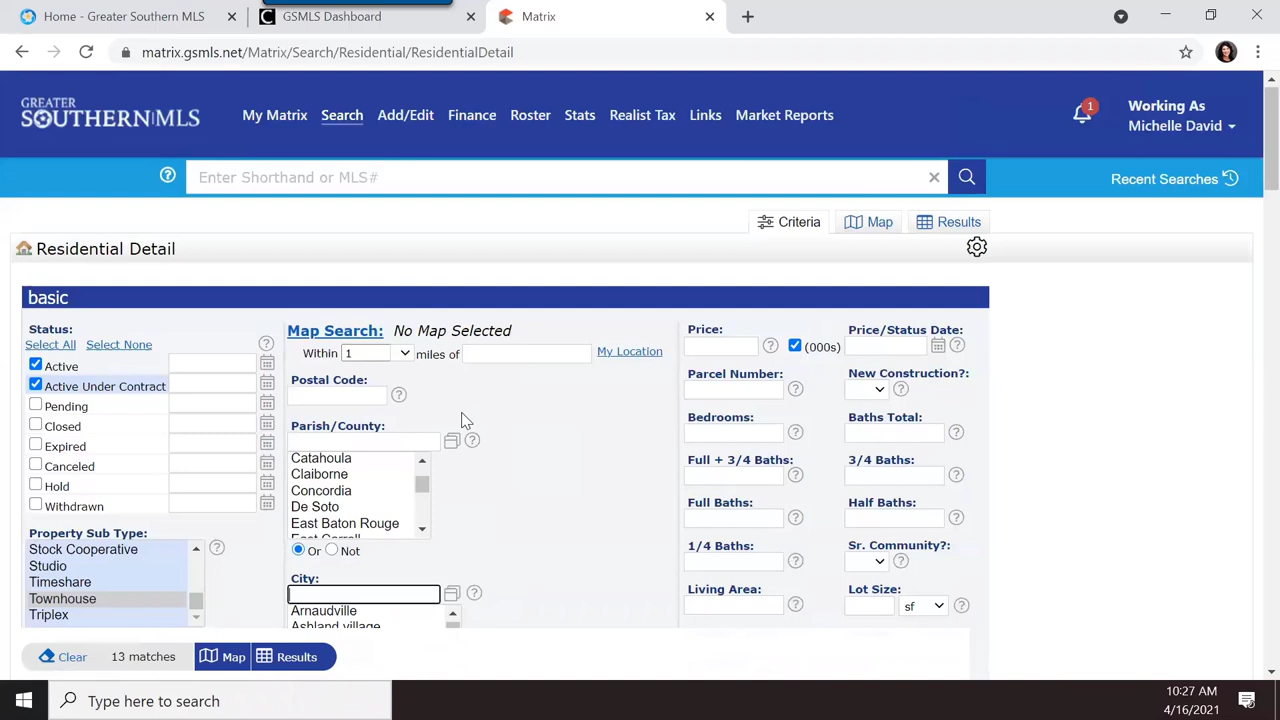 Home - Greater Southern MLS
GSMLS Dashboard
Matrix
matrix.gsmls.net/Matrix/Search/Residential/ResidentialDetail
GREATER
SOUTHERN MLS
My Matrix
Search
Add/Edit
Finance
Roster
Stats
Realist Tax
Links
Market Reports
1
Working As
Michelle David
Enter Shorthand or MLS#
Recent Searches
Criteria
Map
Results
Residential Detail
basic
Status:
Select All Select None
Active
Active Under Contract
Pending
Closed
Expired
Canceled
Hold
Withdrawn
Property Sub Type:
Stock Cooperative
Studio
Timeshare
Townhouse
Triplex
Map Search: No Map Selected
Within 1 miles of
My Location
Postal Code:
Parish/County:
Catahoula
Claiborne
Concordia
De Soto
East Baton Rouge
East Carroll
Or Not
City:
Arnaudville
Ashland village
Price:
(000s)
Price/Status Date:
Parcel Number:
New Construction?:
Bedrooms:
Baths Total:
Full + 3/4 Baths:
3/4 Baths:
Full Baths:
Half Baths:
1/4 Baths:
Sr. Community?:
Living Area:
Lot Size:
sf
Clear
13 matches
Map
Results
Type here to search
10:27 AM
4/16/2021